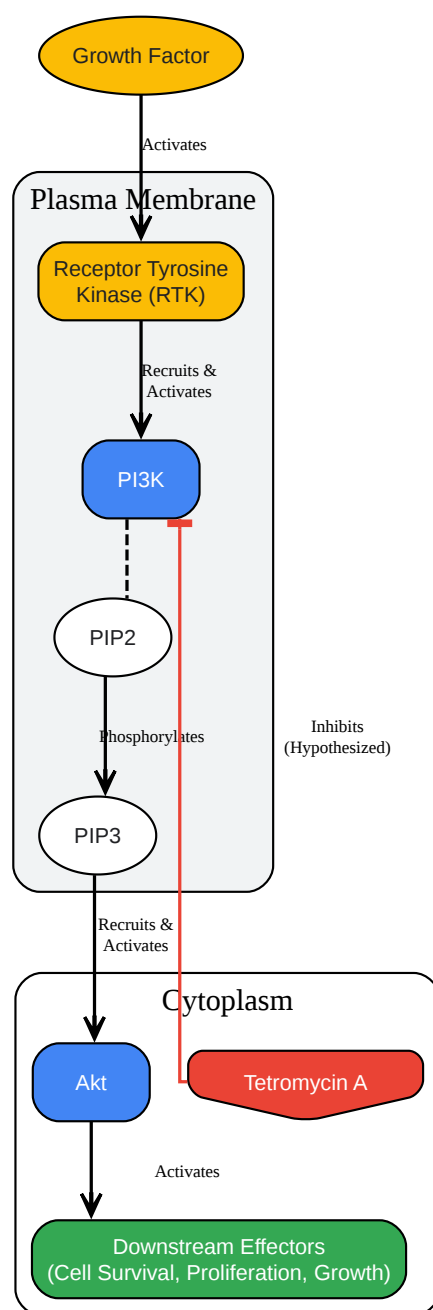 Growth Factor
Activates
Plasma Membrane
Receptor Tyrosine
Kinase (RTK)
Recruits &
Activates
PI3K
PIP2
Inhibits
(Hypothesized)
Phosphorylates
PIP3
Recruits &
Activates
Cytoplasm
Akt
Tetromycin A
Activates
Downstream Effectors
(Cell Survival, Proliferation, Growth)